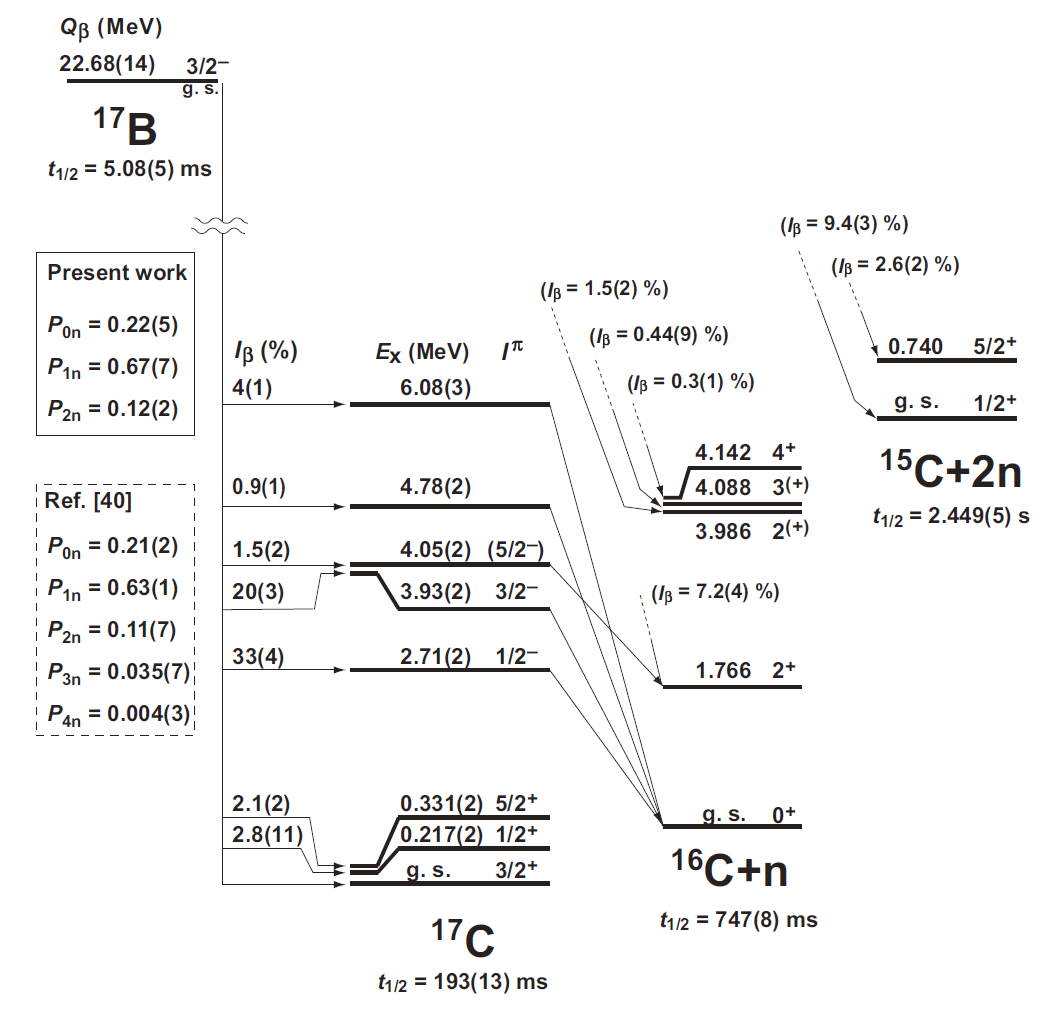 Qβ (MeV)
22.68(14) 3/2−
g. s.
17B
t1/2 = 5.08(5) ms
Present work
P0n = 0.22(5)
P1n = 0.67(7)
P2n = 0.12(2)
Ref. [40]
P0n = 0.21(2)
P1n = 0.63(1)
P2n = 0.11(7)
P3n = 0.035(7)
P4n = 0.004(3)
Iβ (%) Ex (MeV) Iπ
4(1) 6.08(3)
0.9(1) 4.78(2)
1.5(2) 4.05(2) (5/2−)
20(3) 3.93(2) 3/2−
33(4) 2.71(2) 1/2−
2.1(2) 0.331(2) 5/2+
2.8(11) 0.217(2) 1/2+
g. s. 3/2+
17C
t1/2 = 193(13) ms
(Iβ = 1.5(2) %)
(Iβ = 0.44(9) %)
(Iβ = 0.3(1) %)
4.142 4+
4.088 3(+)
3.986 2(+)
(Iβ = 7.2(4) %)
1.766 2+
g. s. 0+
16C+n
t1/2 = 747(8) ms
(Iβ = 9.4(3) %)
(Iβ = 2.6(2) %)
0.740 5/2+
g. s. 1/2+
15C+2n
t1/2 = 2.449(5) s